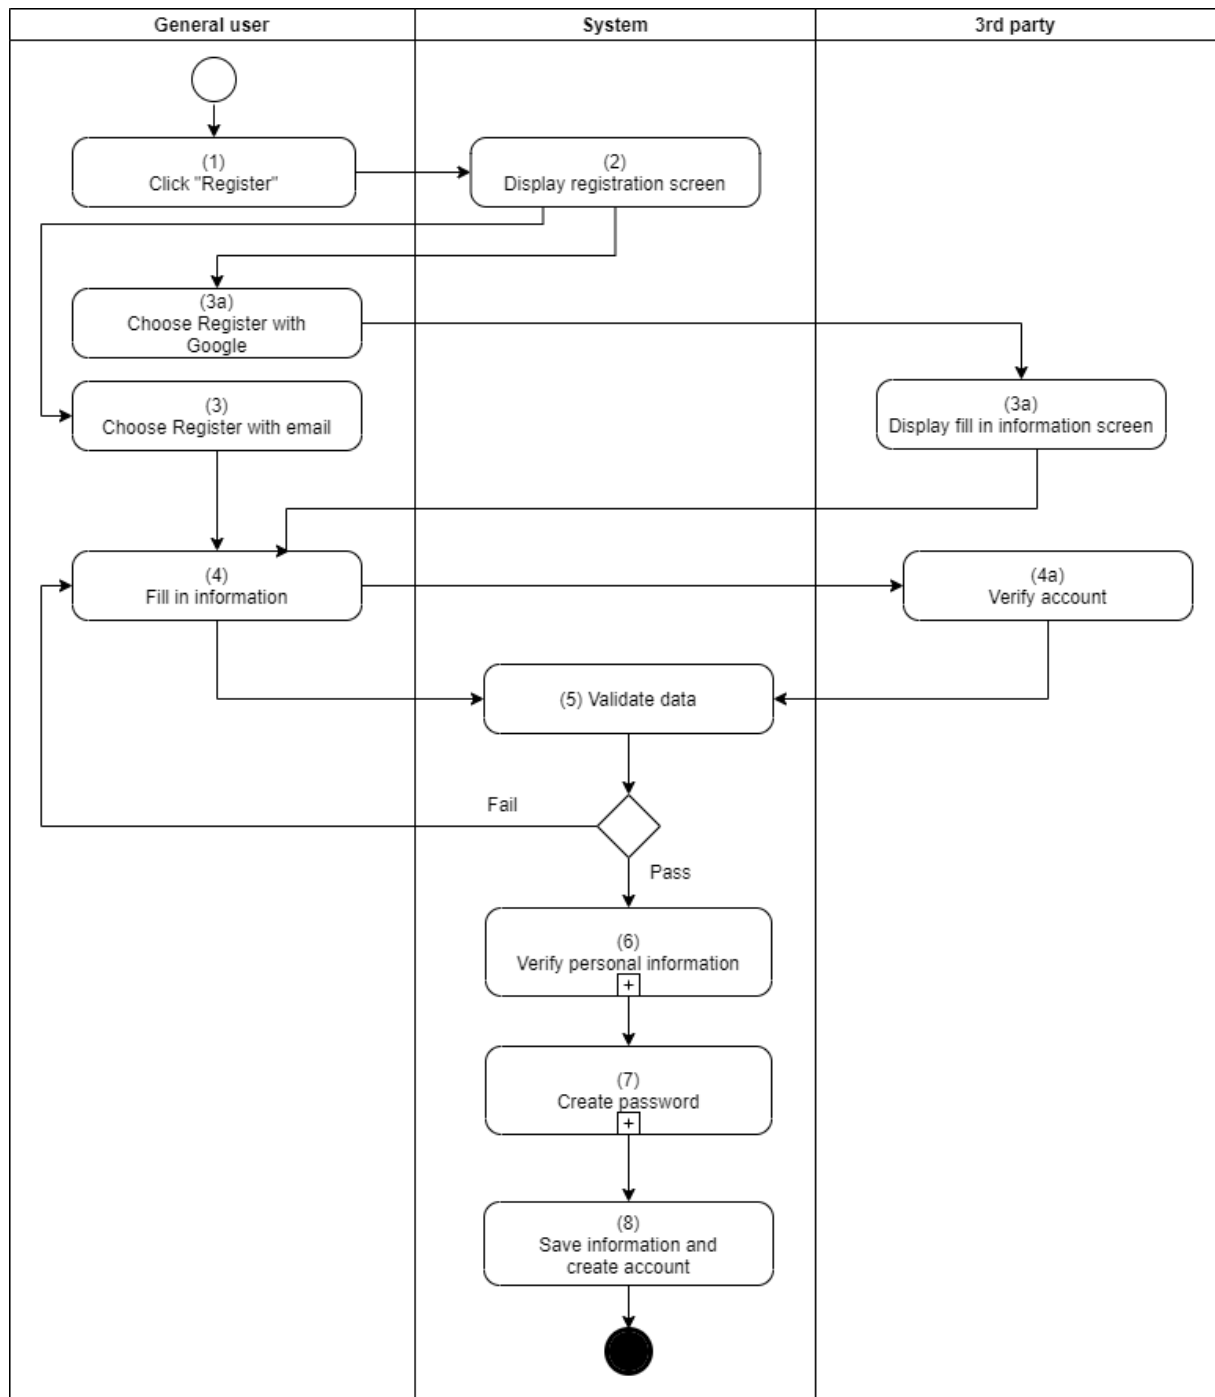 General user
System
3rd party
(1)
Click "Register"
(2)
Display registration screen
(3a)
Choose Register with
Google
(3)
Choose Register with email
(3a)
Display fill in information screen
(4)
Fill in information
(4a)
Verify account
(5) Validate data
Fail
Pass
(6)
Verify personal information
+
(7)
Create password
+
(8)
Save information and
create account